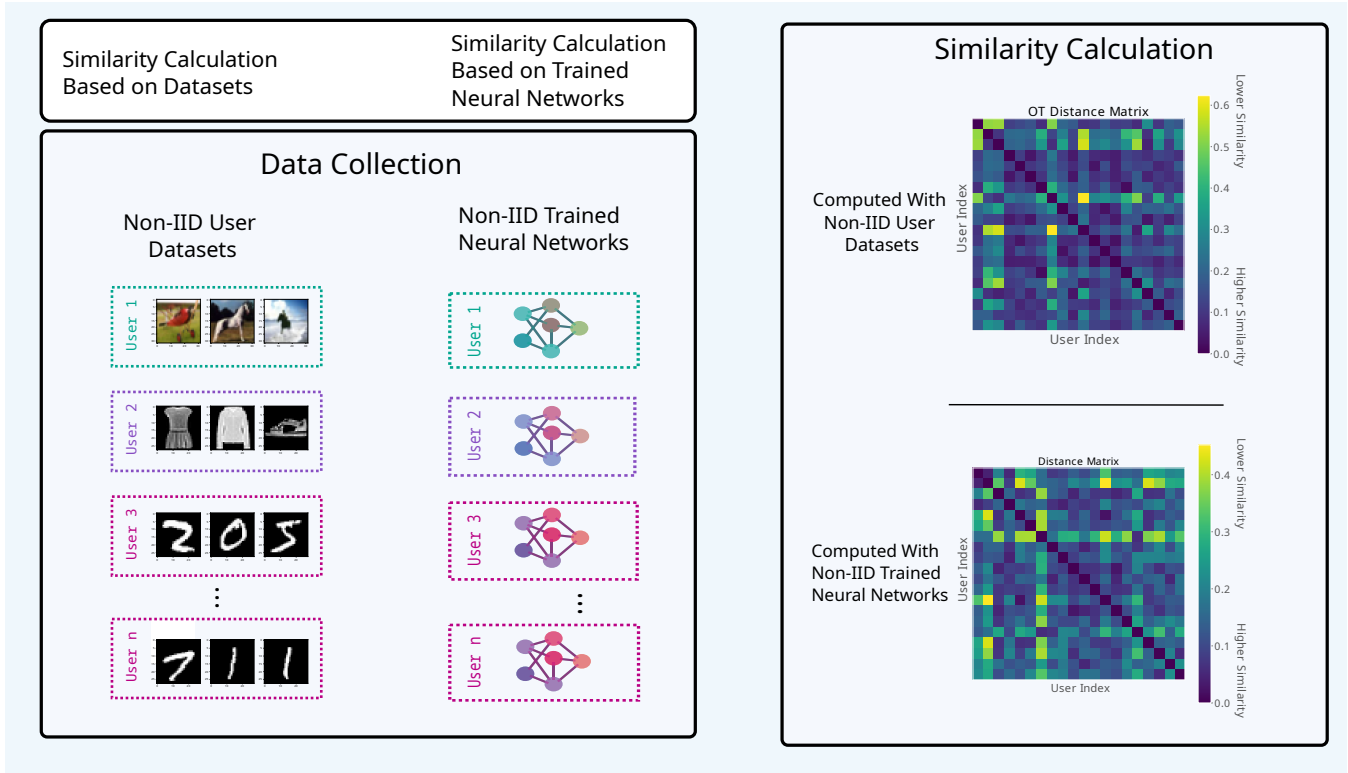 Similarity Calculation
Based on Datasets
Similarity Calculation
Based on Trained
Neural Networks
Data Collection
Non-IID User
Datasets
Non-IID Trained
Neural Networks
User 1
User 1
User 2
User 2
User 3
User 3
User n
User n
Similarity Calculation
OT Distance Matrix
Computed With
Non-IID User
Datasets
User Index
User Index
0.6
0.5
0.4
0.3
0.2
0.1
0.0
Lower Similarity
Higher Similarity
Distance Matrix
Computed With
Non-IID Trained
Neural Networks
User Index
User Index
0.4
0.3
0.2
0.1
0.0
Lower Similarity
Higher Similarity